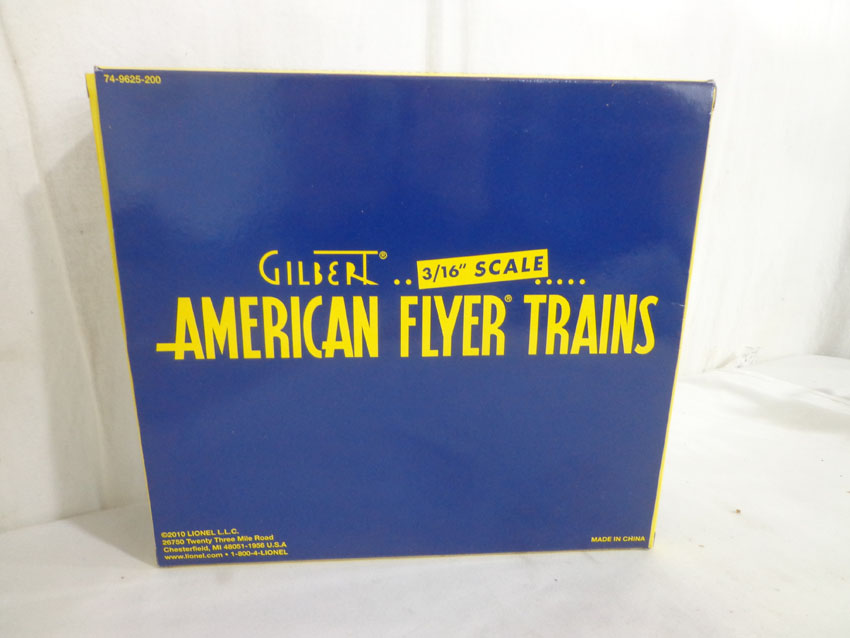 74-9625-200
GILBERT® .. 3/16" SCALE .....
AMERICAN FLYER® TRAINS
©2010 LIONEL L.L.C.
26750 Twenty Three Mile Road
Chesterfield, MI 48051-1956 U.S.A
www.lionel.com • 1-800-4-LIONEL
MADE IN CHINA